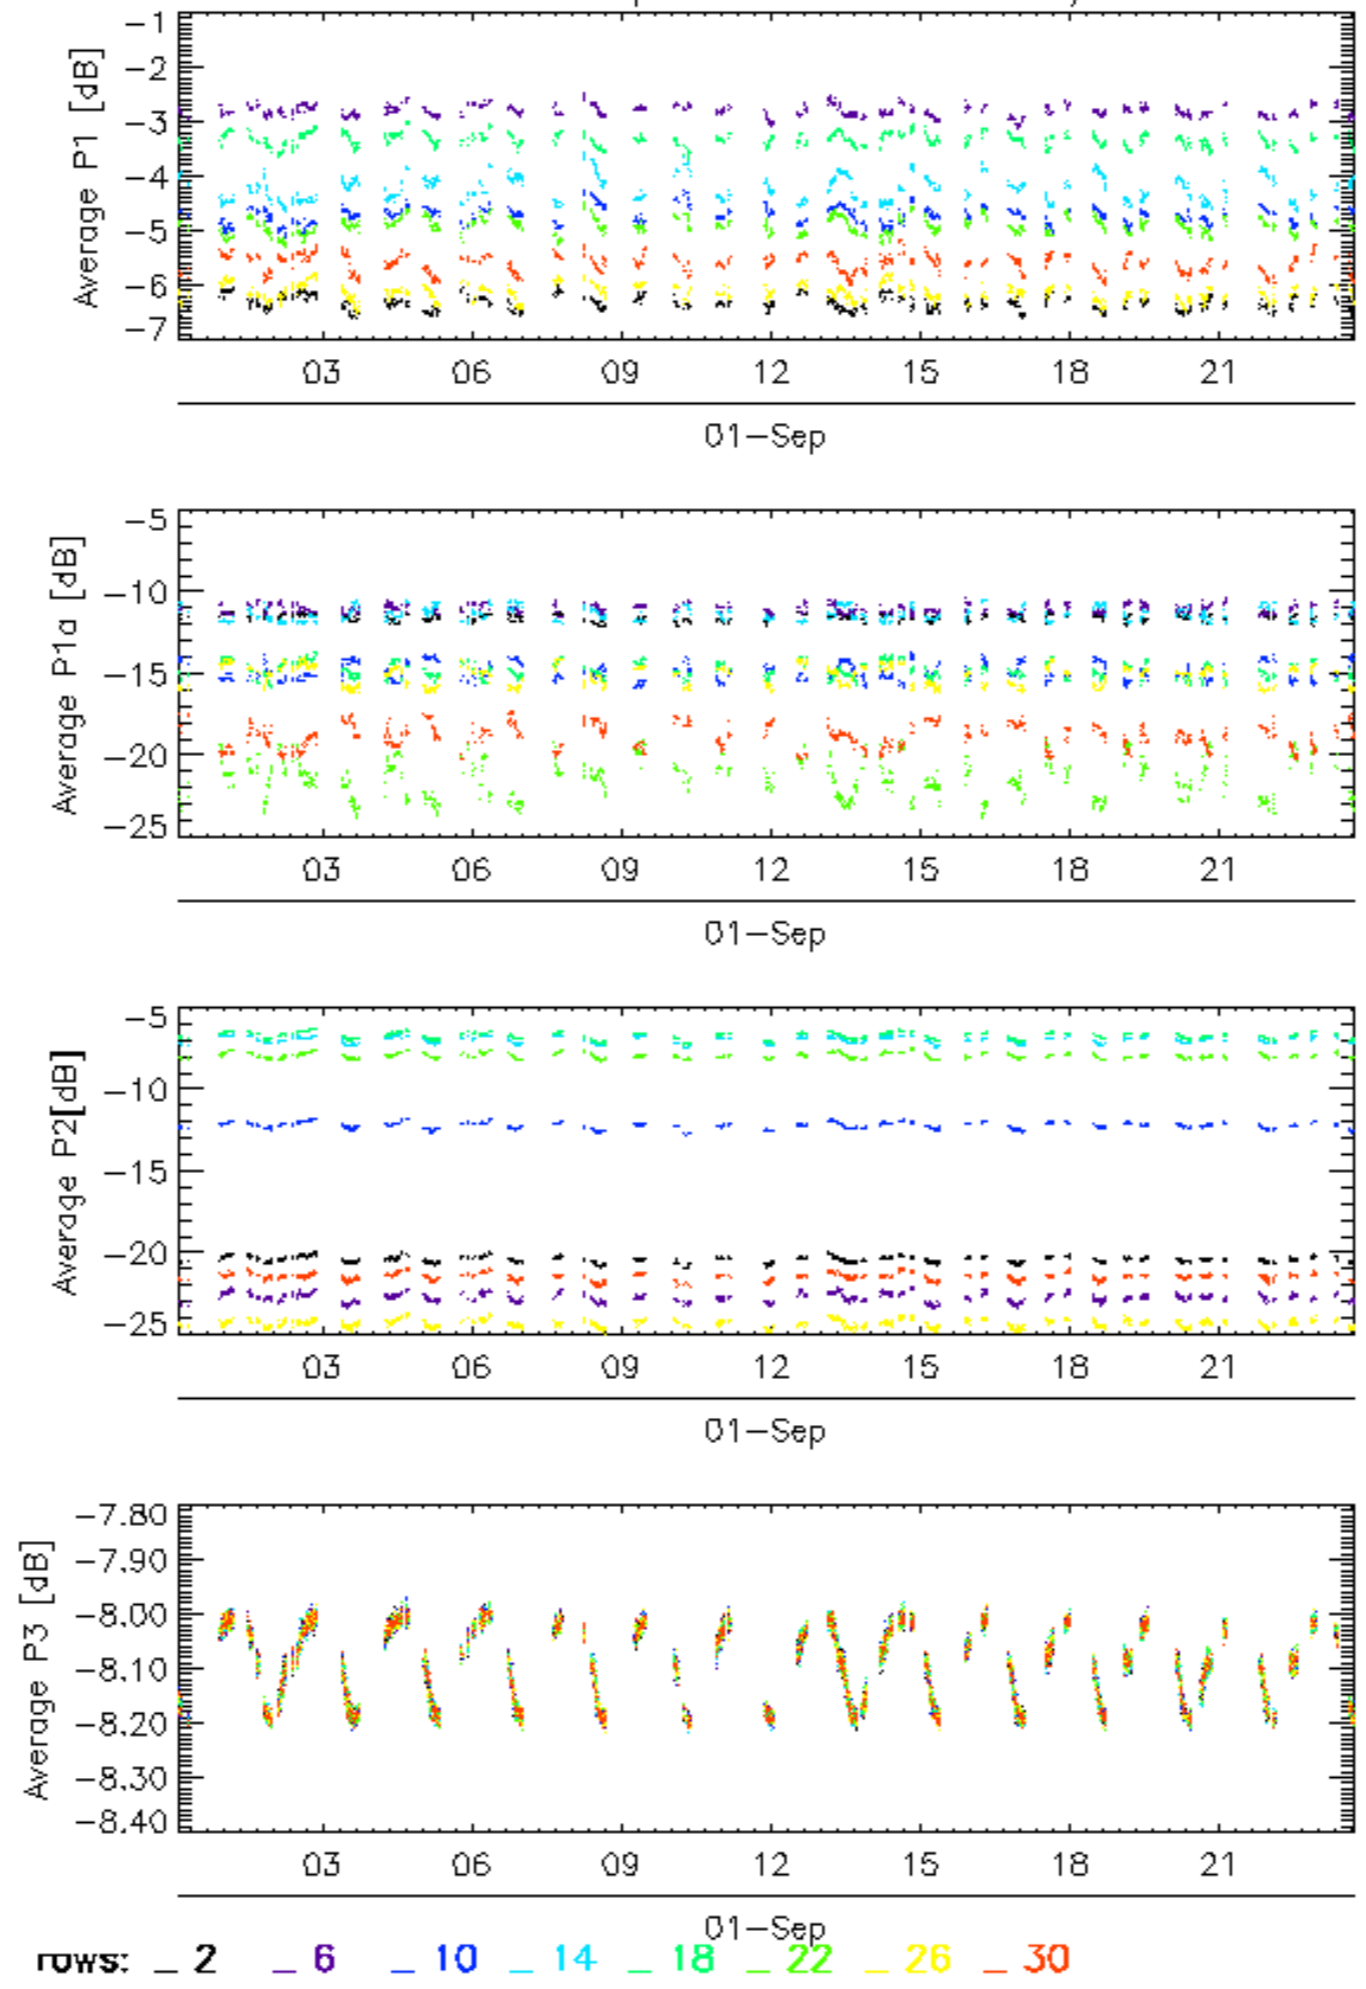 Average P1 [dB]
-1
-2
-3
-4
-5
-6
-7
03 06 09 12 15 18 21
01-Sep
Average P1a [dB]
-5
-10
-15
-20
-25
03 06 09 12 15 18 21
01-Sep
Average P2[dB]
-5
-10
-15
-20
-25
03 06 09 12 15 18 21
01-Sep
Average P3 [dB]
-7.80
-7.90
-8.00
-8.10
-8.20
-8.30
-8.40
03 06 09 12 15 18 21
01-Sep
rows: _ 2 _ 6 _ 10 _ 14 _ 18 _ 22 _ 26 _ 30